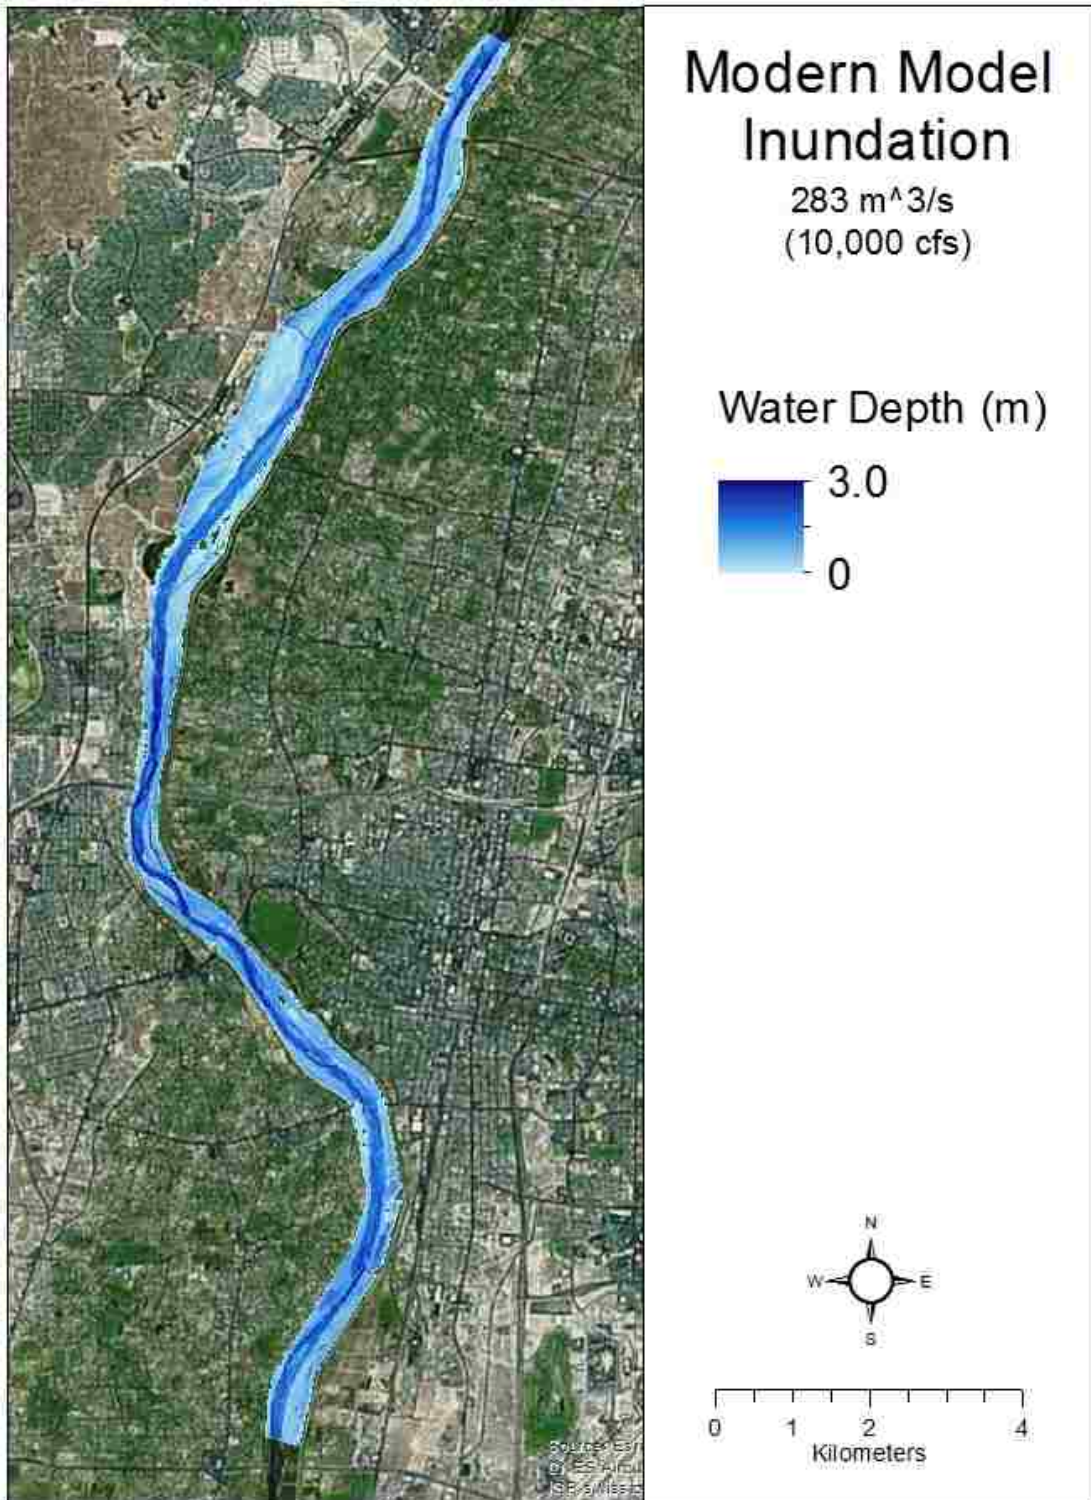 Modern Model
Inundation
283 m^3/s
(10,000 cfs)
Water Depth (m)
3.0
0
N
W E
S
0 1 2 4
Kilometers